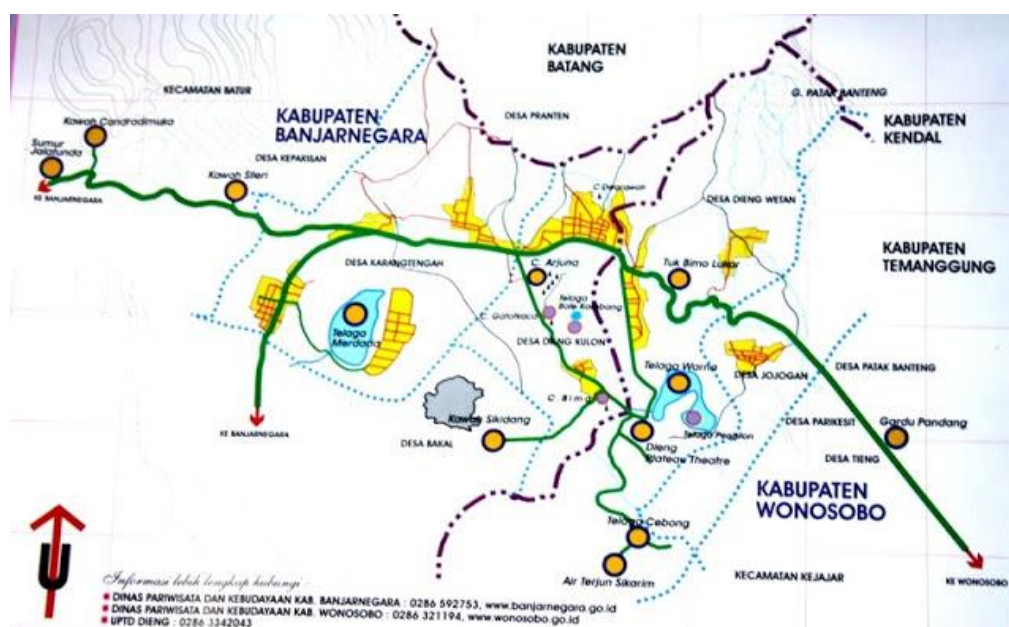 KABUPATEN
BATANG
G. PATAK BANTENG
KECAMATAN BATUR
KABUPATEN
BANJARNEGARA
DESA PRANTEN
KABUPATEN
KENDAL
Kawah Candradimuka
Sumur
Jalatunda
DESA KEPAKISAN
Kawah Sileri
KE BANJARNEGARA
DESA DIENG WETAN
KABUPATEN
TEMANGGUNG
DESA KARANGTENGAH
C. Arjuna
Tuk Bimo Lukar
Telaga
Bale Kambang
C. Gatotkaca
DESA DIENG KULON
Telaga
Merdada
Telaga Warna
DESA JOJOGAN
DESA PATAK BANTENG
C. Bima
Kawah Sikidang
KE BANJARNEGARA
DESA BAKAL
DESA PARIKESIT
Gardu Pandang
Dieng
Plateau Theatre
DESA TIENG
KABUPATEN
WONOSOBO
Telaga Cebong
Air Terjun Sikarim
KECAMATAN KEJAJAR
KE WONOSOBO
U
Informasi lebih lengkap hubungi :
DINAS PARIWISATA DAN KEBUDAYAAN KAB. BANJARNEGARA : 0286 592753, www.banjarnegara.go.id
DINAS PARIWISATA DAN KEBUDAYAAN KAB. WONOSOBO : 0286 321194, www.wonosobo.go.id
UPTD DIENG : 0286 3342043